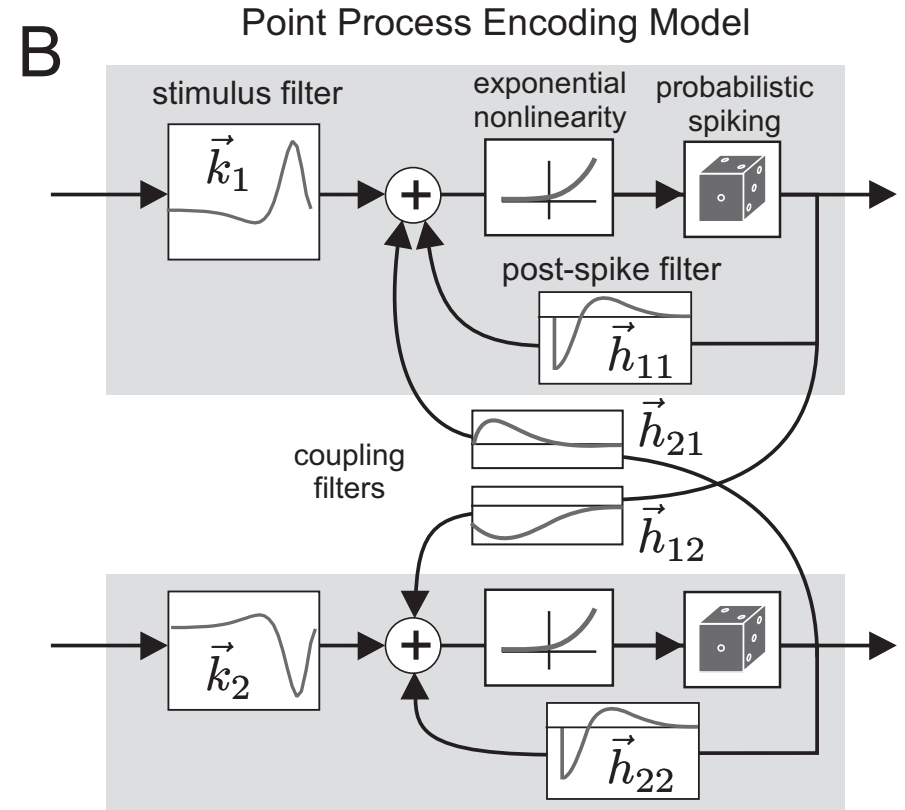 B
Point Process Encoding Model
stimulus filter
exponential
nonlinearity
probabilistic
spiking
k⃗₁
+
post-spike filter
h⃗₁₁
h⃗₂₁
coupling
filters
h⃗₁₂
k⃗₂
+
h⃗₂₂